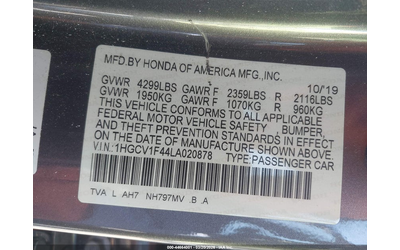 MFD.BY HONDA OF AMERICA MFG.,INC. 10/'19
GVWR 4299LBS GAWR F 2359LBS R 2116LBS
GVWR 1950KG GAWR F 1070KG R 960KG
THIS VEHICLE CONFORMS TO ALL APPLICABLE
FEDERAL MOTOR VEHICLE SAFETY , BUMPER,
AND THEFT PREVENTION STANDARDS IN EFFECT ON
THE DATE OF MANUFACTURE SHOWN ABOVE.
V I N:1HGCV1F44LA020878 TYPE:PASSENGER CAR
TVA L AH7 NH797MV .B .A